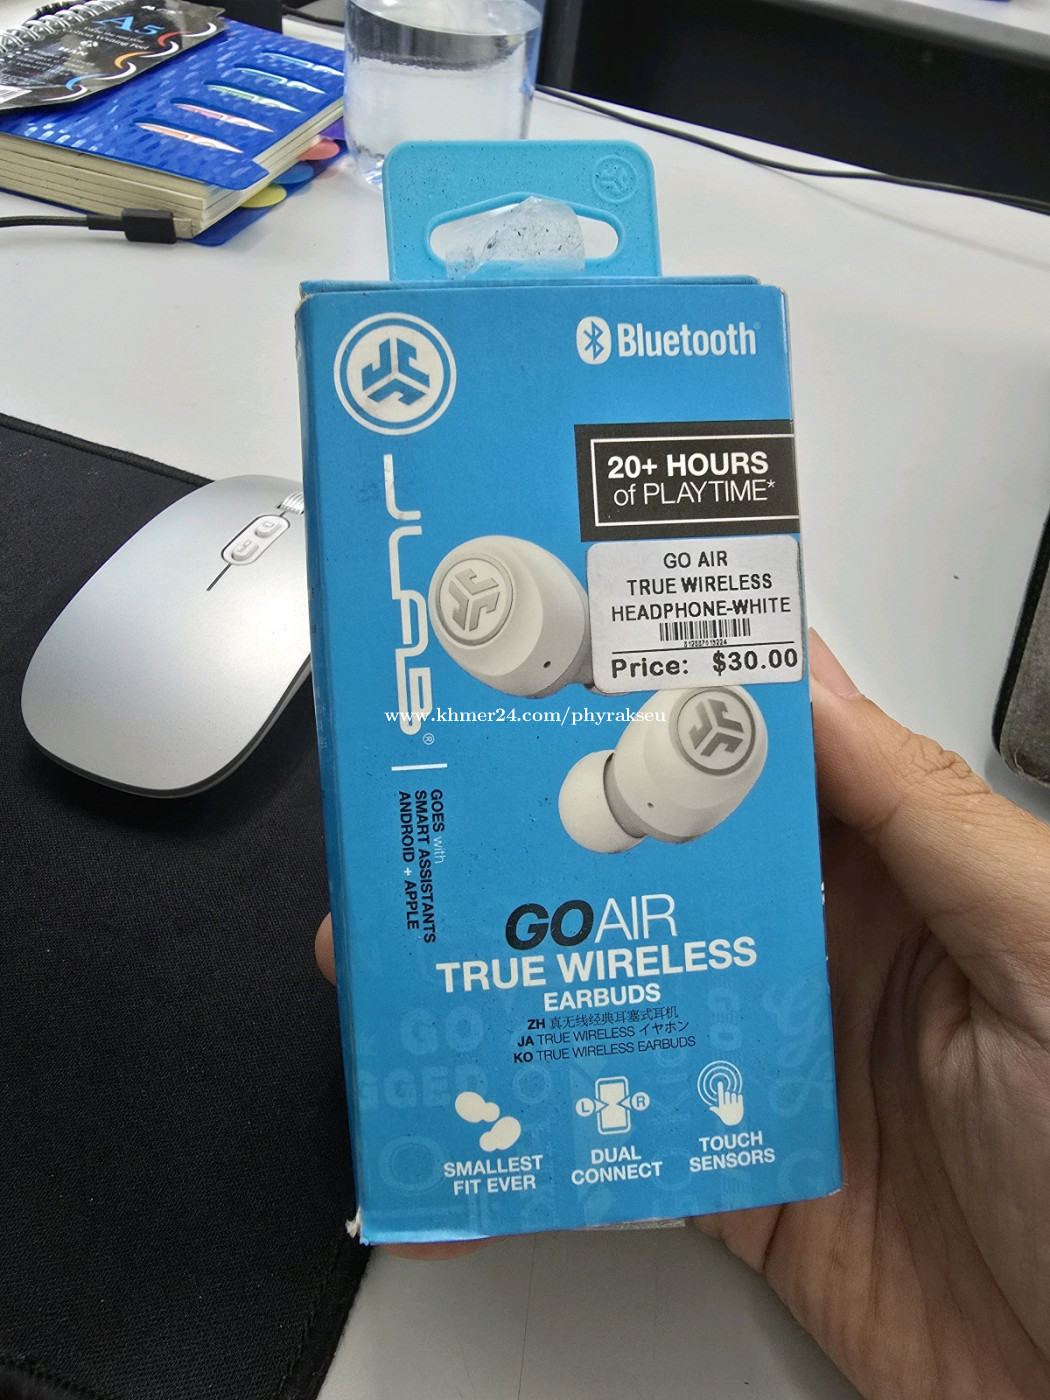 A5
Bluetooth
20+ HOURS
of PLAYTIME*
GO AIR
TRUE WIRELESS
HEADPHONE-WHITE
Price: $30.00
JLAB®
www.khmer24.com/phyrakseu
GOES with
SMART ASSISTANTS
ANDROID + APPLE
GO AIR
TRUE WIRELESS
EARBUDS
ZH 真无线经典耳塞式耳机
JA TRUE WIRELESS イヤホン
KO TRUE WIRELESS EARBUDS
L R
SMALLEST
FIT EVER
DUAL
CONNECT
TOUCH
SENSORS